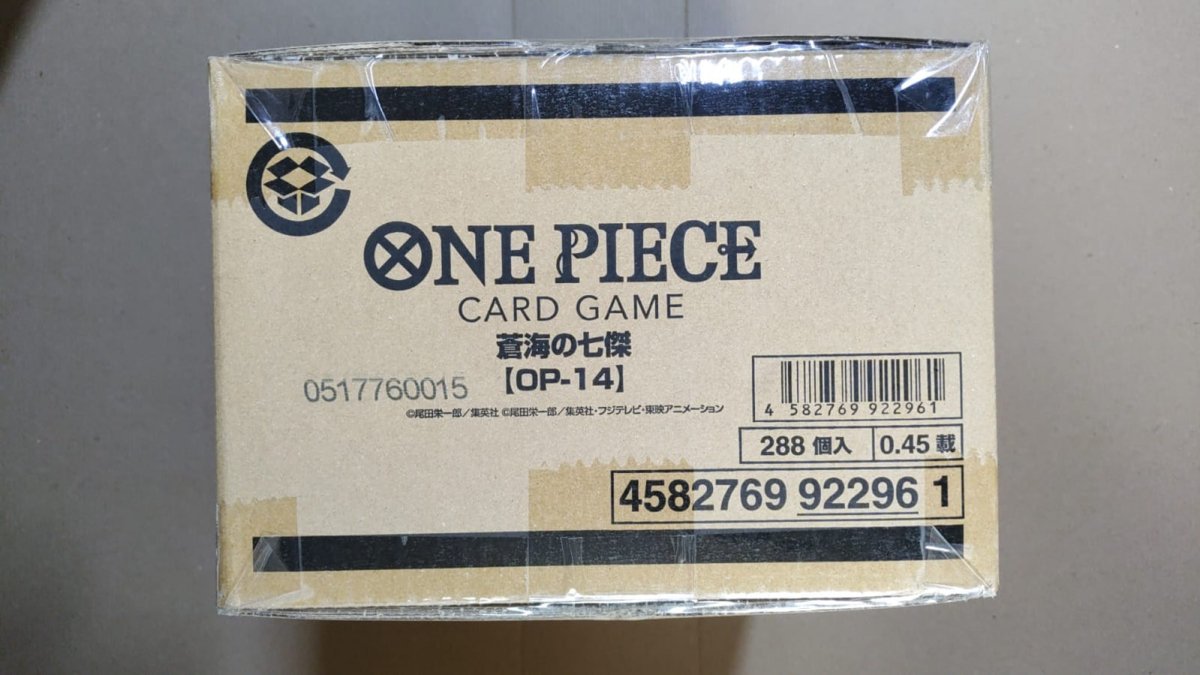 ONE PIECE
CARD GAME
蒼海の七傑
【OP-14】
0517760015
©尾田栄一郎/集英社 ©尾田栄一郎/集英社・フジテレビ・東映アニメーション
4 582769 922961
288 個入 0.45 載
4582769 92296 1